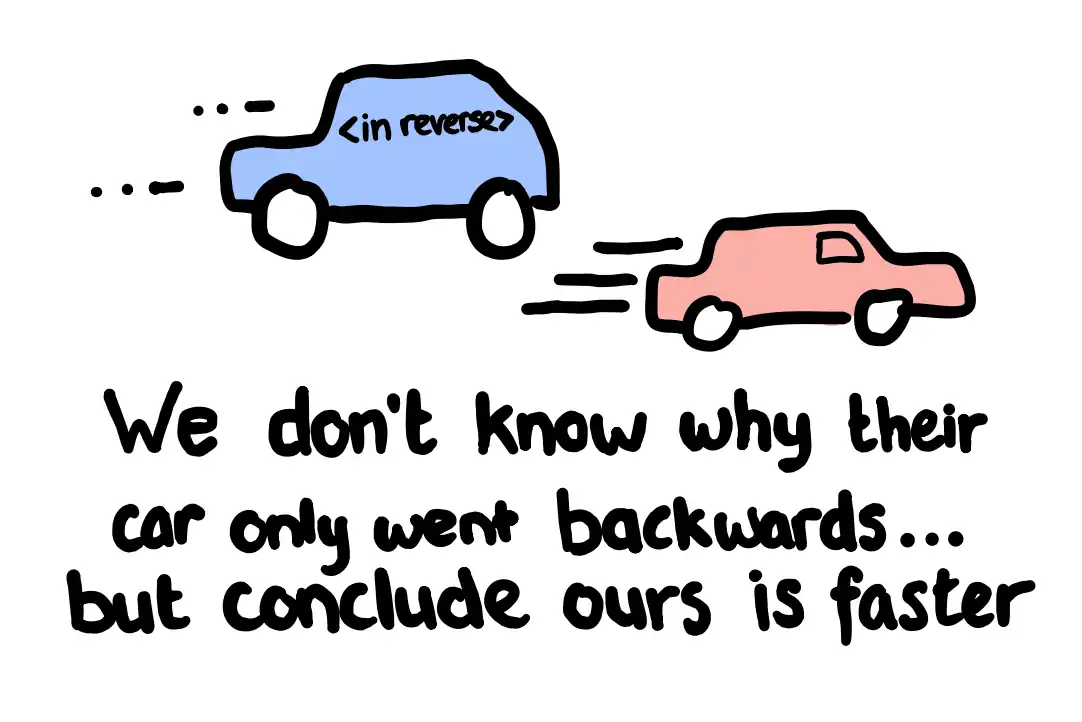 <in reverse>
We don't know why their
car only went backwards...
but conclude ours is faster